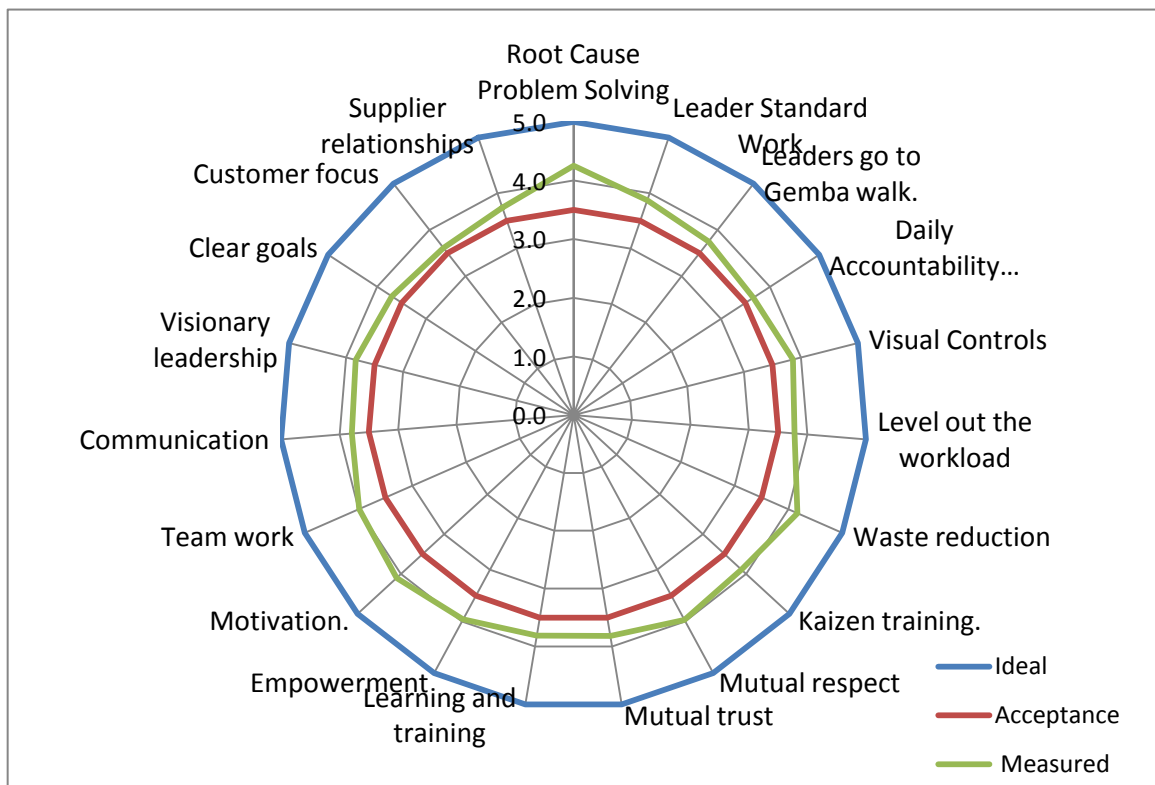 Root Cause
Problem Solving
Leader Standard
Work
Leaders go to
Gemba walk.
Daily
Accountability…
Visual Controls
Level out the
workload
Waste reduction
Kaizen training.
Mutual respect
Mutual trust
Learning and
training
Empowerment
Motivation.
Team work
Communication
Visionary
leadership
Clear goals
Customer focus
Supplier
relationships
5.0
4.0
3.0
2.0
1.0
0.0
Ideal
Acceptance
Measured